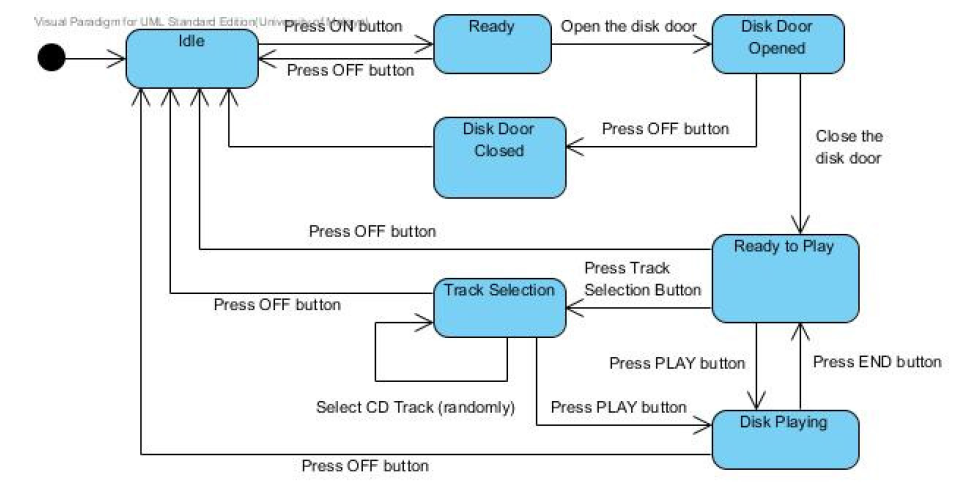 Visual Paradigm for UML Standard Edition(University of Malaya)
Press ON button
Idle
Ready
Open the disk door
Disk Door
Opened
Press OFF button
Disk Door
Closed
Press OFF button
Close the
disk door
Press OFF button
Ready to Play
Press Track
Selection Button
Track Selection
Press OFF button
Press PLAY button
Press END button
Select CD Track (randomly)
Press PLAY button
Disk Playing
Press OFF button